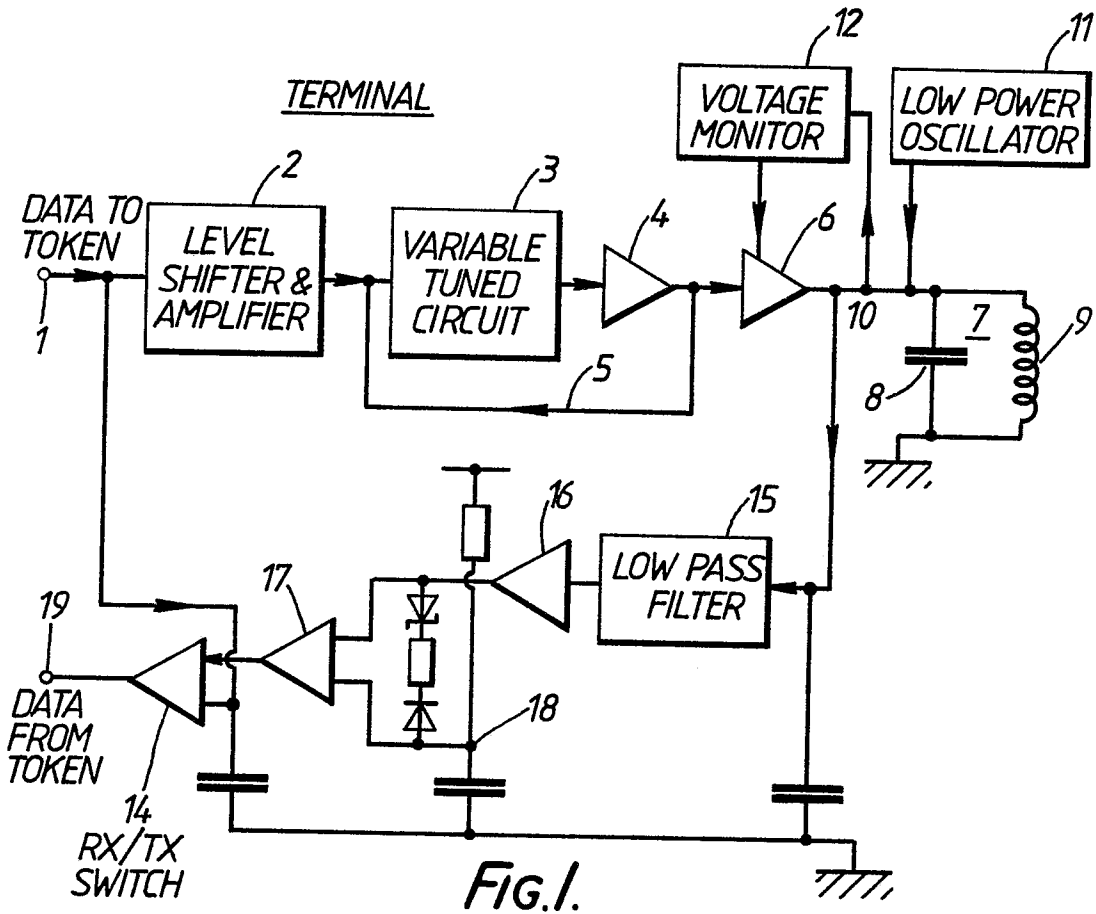 12
11
TERMINAL
VOLTAGE
MONITOR
LOW POWER
OSCILLATOR
2
3
4
6
DATA TO
TOKEN
LEVEL
SHIFTER &
AMPLIFIER
VARIABLE
TUNED
CIRCUIT
1
5
10
7
8
9
16
15
LOW PASS
FILTER
17
19
18
DATA
FROM
TOKEN
14
RX/TX
SWITCH
FIG.1.